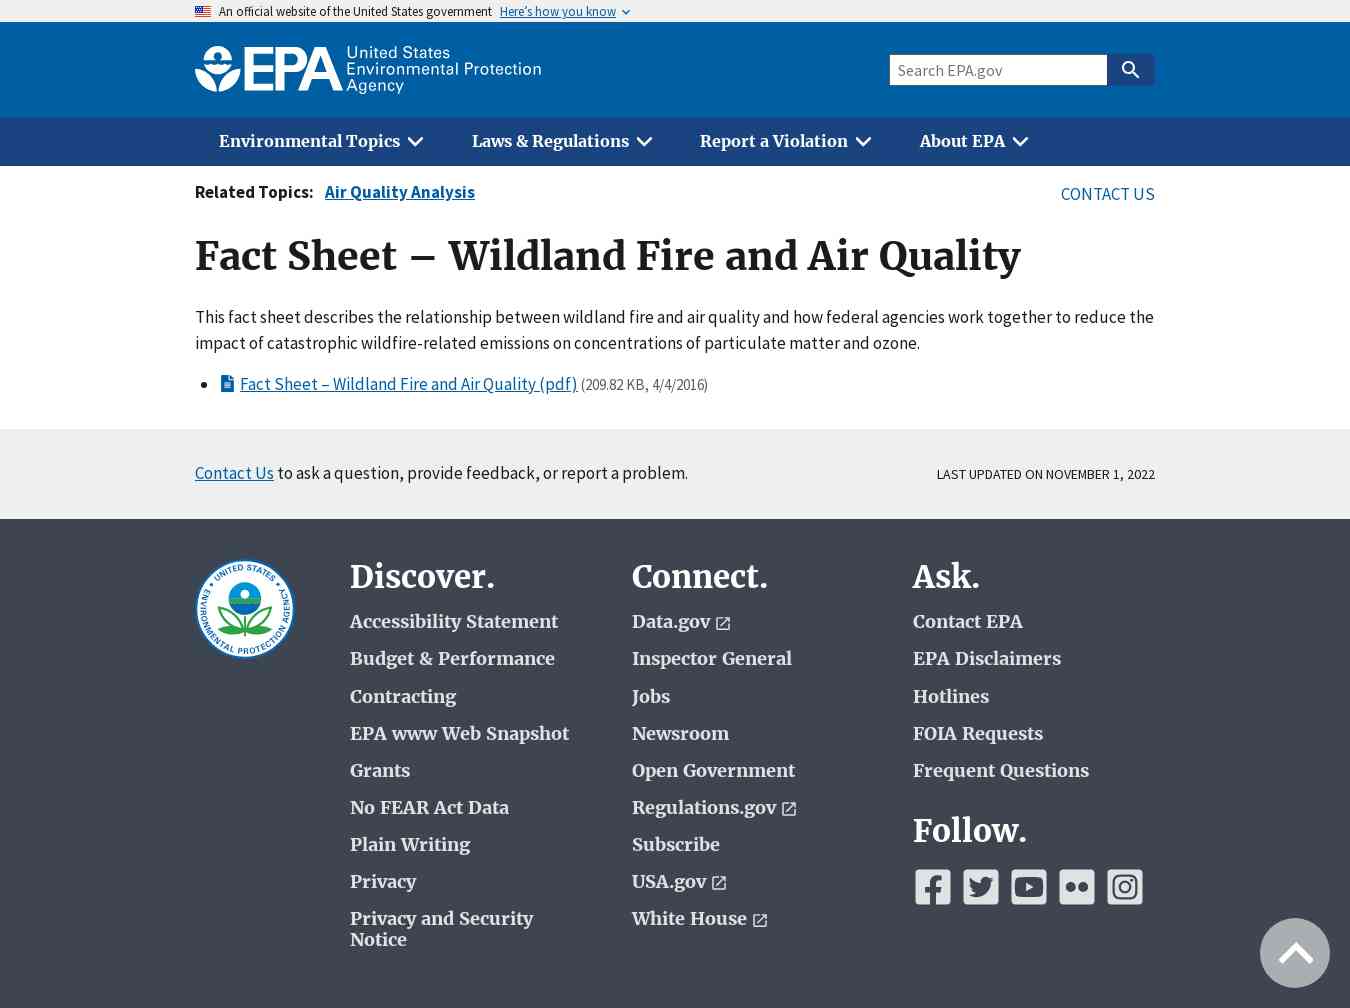 An official website of the United States government Here's how you know
EPA United States
Environmental Protection
Agency
Search EPA.gov
Environmental Topics Laws & Regulations Report a Violation About EPA
Related Topics: Air Quality Analysis
CONTACT US
Fact Sheet – Wildland Fire and Air Quality
This fact sheet describes the relationship between wildland fire and air quality and how federal agencies work together to reduce the
impact of catastrophic wildfire-related emissions on concentrations of particulate matter and ozone.
• Fact Sheet – Wildland Fire and Air Quality (pdf) (209.82 KB, 4/4/2016)
Contact Us to ask a question, provide feedback, or report a problem.
LAST UPDATED ON NOVEMBER 1, 2022
UNITED STATES
ENVIRONMENTAL PROTECTION AGENCY
Discover.
Accessibility Statement
Budget & Performance
Contracting
EPA www Web Snapshot
Grants
No FEAR Act Data
Plain Writing
Privacy
Privacy and Security
Notice
Connect.
Data.gov
Inspector General
Jobs
Newsroom
Open Government
Regulations.gov
Subscribe
USA.gov
White House
Ask.
Contact EPA
EPA Disclaimers
Hotlines
FOIA Requests
Frequent Questions
Follow.